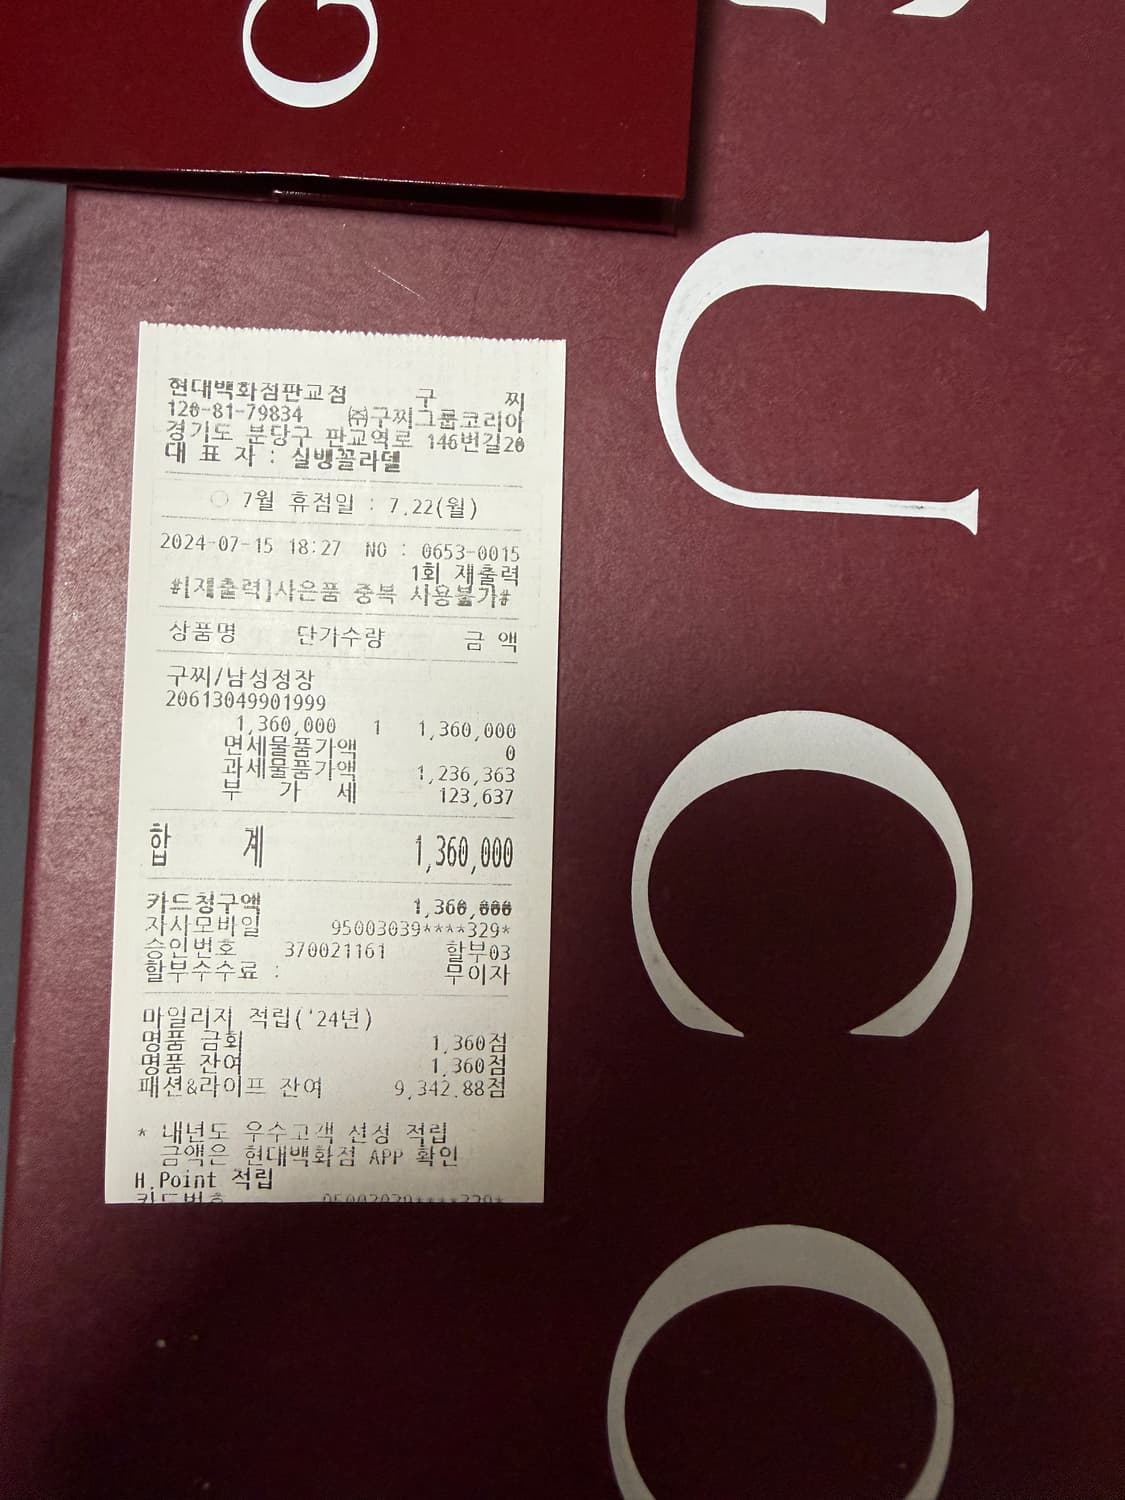 G
U
C
C
현대백화점판교점 구 찌
120-81-79834 ㈜구찌그룹코리아
경기도 분당구 판교역로 146번길20
대 표 자 : 실뱅꼴라델
○ 7월 휴점일 : 7.22(월)
2024-07-15 18:27 NO : 0653-0015
1회 재출력
#[재출력]사은품 중복 사용불가#
상품명 단가수량 금 액
구찌/남성정장
20613049901999
1,360,000 1 1,360,000
면세물품가액 0
과세물품가액 1,236,363
부 가 세 123,637
합 계 1,360,000
카드청구액 1,360,000
자사모바일 95003039****329*
승인번호 370021161 할부03
할부수수료 : 무이자
마일리지 적립('24년)
명품 금회 1,360점
명품 잔여 1,360점
패션&라이프 잔여 9,342.88점
* 내년도 우수고객 선정 적립
금액은 현대백화점 APP 확인
H.Point 적립
카드번호 95003039****329*